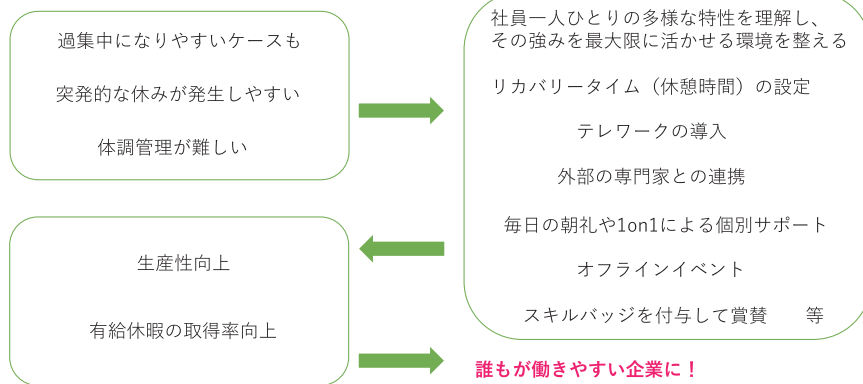 過集中になりやすいケースも
突発的な休みが発生しやすい
体調管理が難しい
社員一人ひとりの多様な特性を理解し、
その強みを最大限に活かせる環境を整える
リカバリータイム（休憩時間）の設定
テレワークの導入
外部の専門家との連携
毎日の朝礼や1on1による個別サポート
オフラインイベント
スキルバッジを付与して賞賛　　等
生産性向上
有給休暇の取得率向上
誰もが働きやすい企業に！